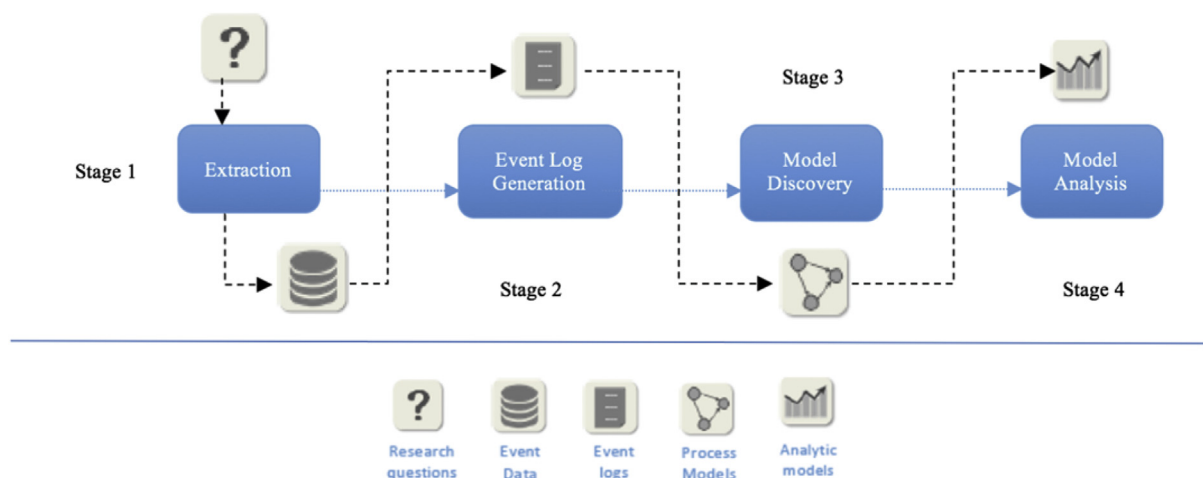 ?
Stage 3
Stage 1
Extraction
Event Log
Generation
Model
Discovery
Model
Analysis
Stage 2
Stage 4
?
Research
questions
Event
Data
Event
logs
Process
Models
Analytic
models